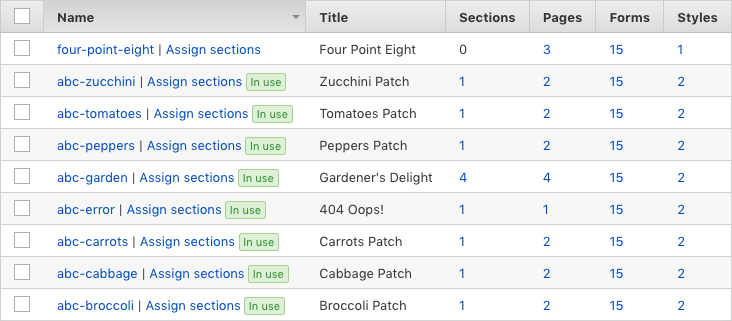 Name Title Sections Pages Forms Styles
four-point-eight | Assign sections Four Point Eight 0 3 15 1
abc-zucchini | Assign sections In use Zucchini Patch 1 2 15 2
abc-tomatoes | Assign sections In use Tomatoes Patch 1 2 15 2
abc-peppers | Assign sections In use Peppers Patch 1 2 15 2
abc-garden | Assign sections In use Gardener's Delight 4 4 15 2
abc-error | Assign sections In use 404 Oops! 1 1 15 2
abc-carrots | Assign sections In use Carrots Patch 1 2 15 2
abc-cabbage | Assign sections In use Cabbage Patch 1 2 15 2
abc-broccoli | Assign sections In use Broccoli Patch 1 2 15 2